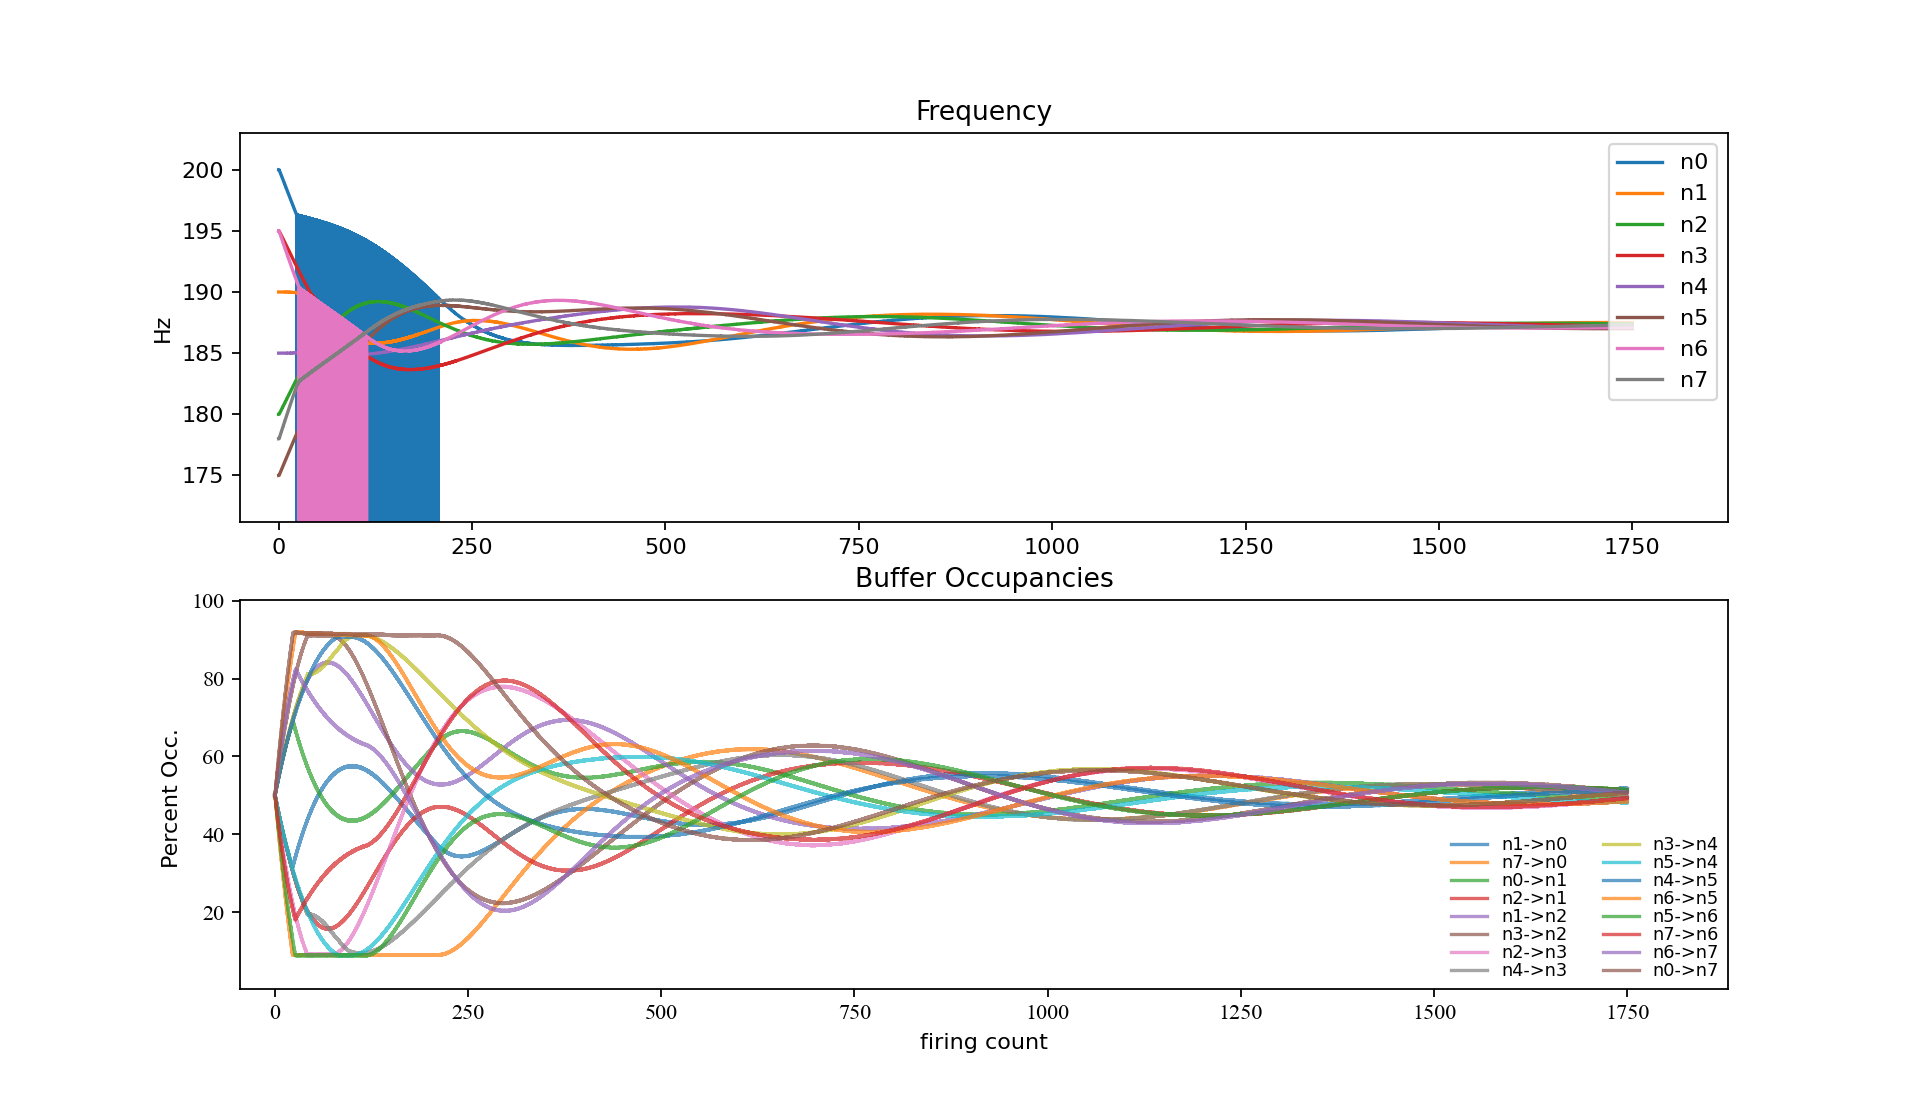 Frequency
Hz
200
195
190
185
180
175
0 250 500 750 1000 1250 1500 1750
n0
n1
n2
n3
n4
n5
n6
n7
Buffer Occupancies
Percent Occ.
100
80
60
40
20
0 250 500 750 1000 1250 1500 1750
firing count
n1->n0
n7->n0
n0->n1
n2->n1
n1->n2
n3->n2
n2->n3
n4->n3
n3->n4
n5->n4
n4->n5
n6->n5
n5->n6
n7->n6
n6->n7
n0->n7